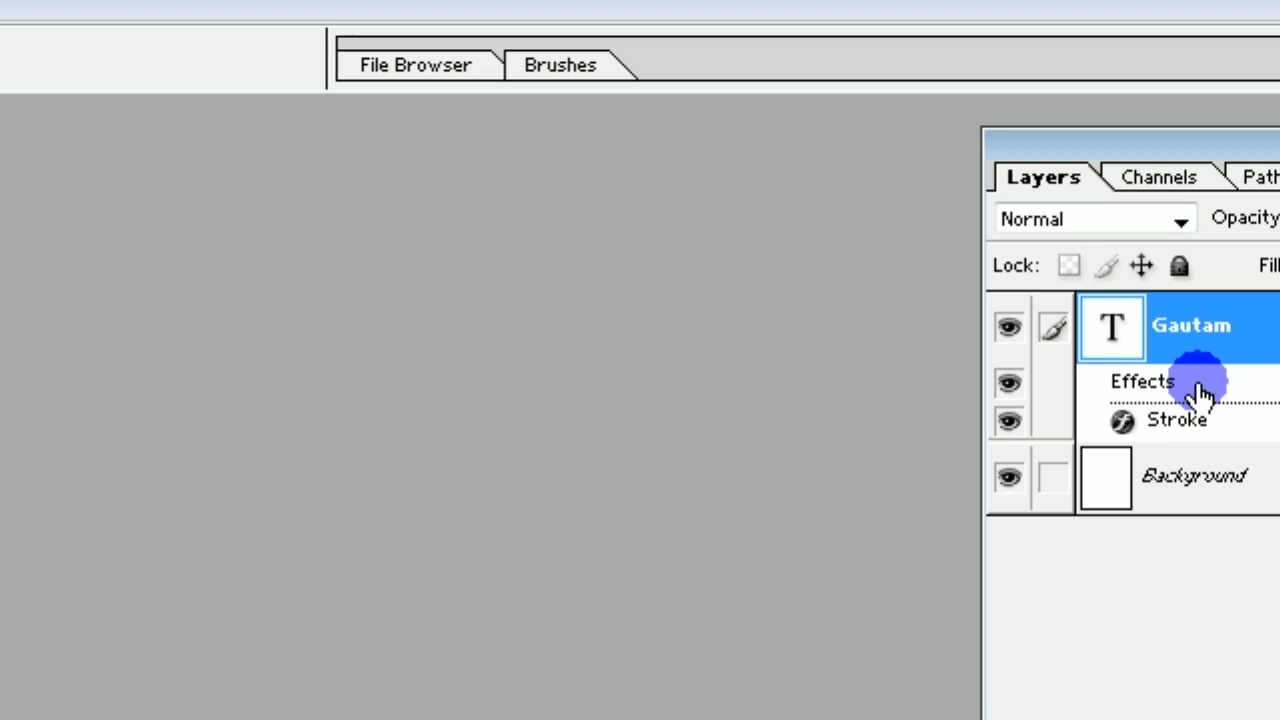 File Browser Brushes
Layers Channels Path
Normal Opacity
Lock: Fill
T Gautam
Effects
Stroke
Background